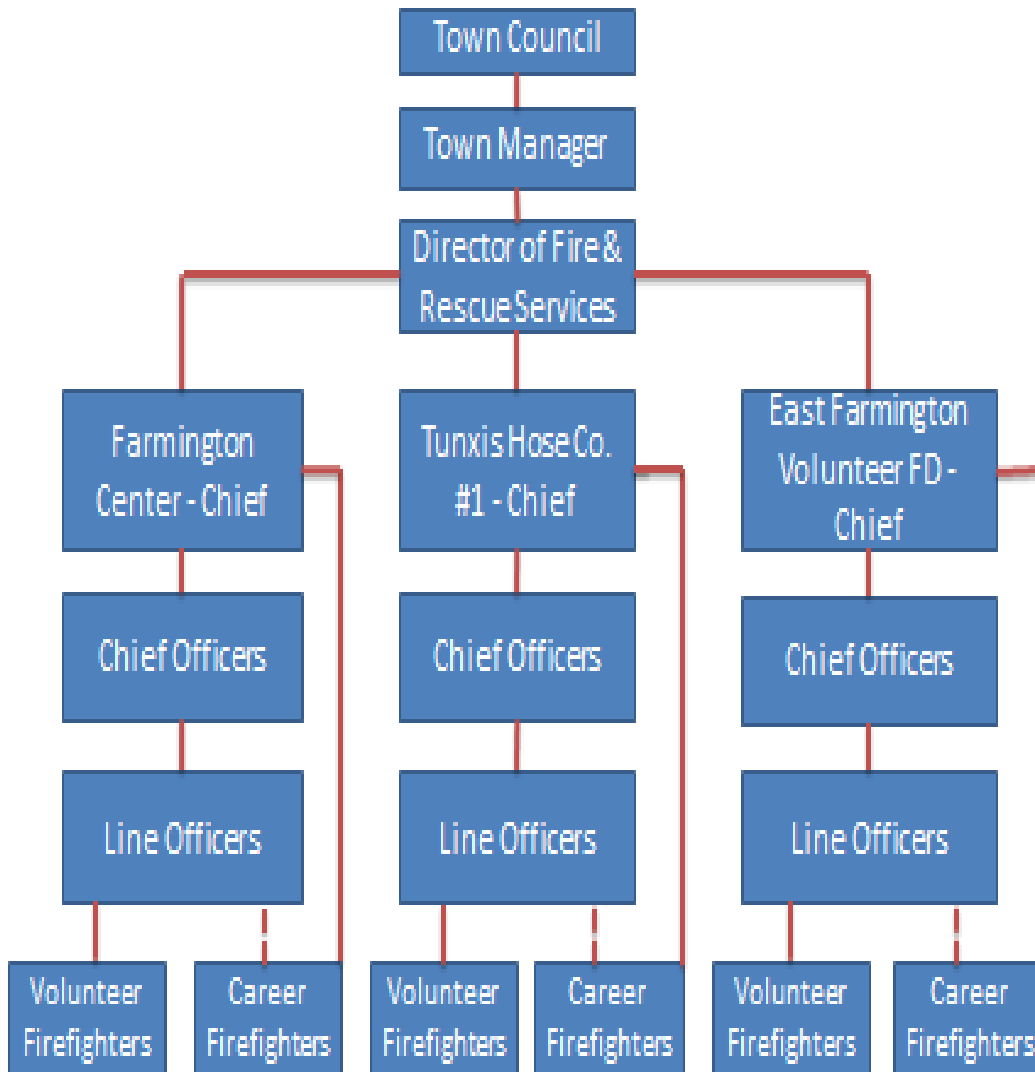 Town Council
Town Manager
Director of Fire &
Rescue Services
Farmington
Center - Chief
Tunxis Hose Co.
#1 - Chief
East Farmington
Volunteer FD -
Chief
Chief Officers
Chief Officers
Chief Officers
Line Officers
Line Officers
Line Officers
Volunteer
Firefighters
Career
Firefighters
Volunteer
Firefighters
Career
Firefighters
Volunteer
Firefighters
Career
Firefighters